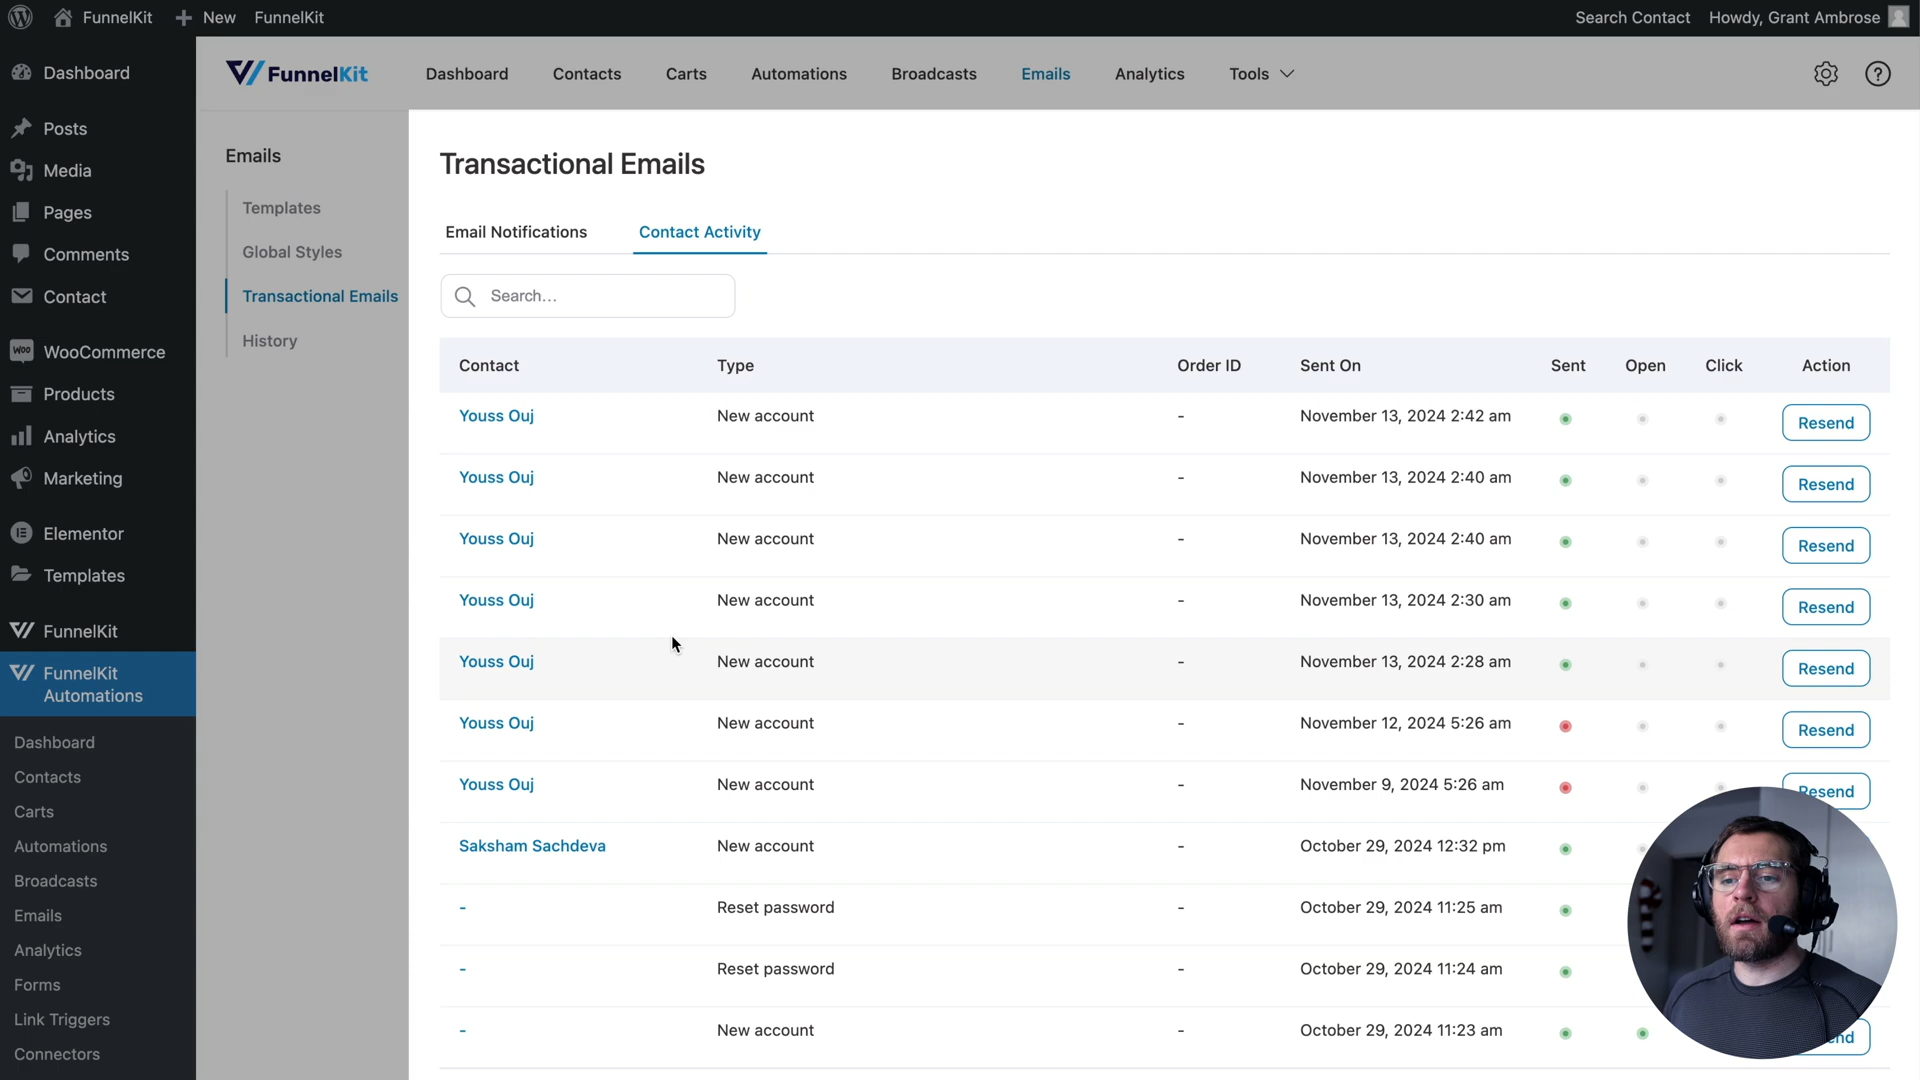 FunnelKit
New
FunnelKit
Search Contact
Howdy, Grant Ambrose
Dashboard
Posts
Media
Pages
Comments
Contact
WooCommerce
Products
Analytics
Marketing
Elementor
Templates
FunnelKit
FunnelKit
Automations
Dashboard
Contacts
Carts
Automations
Broadcasts
Emails
Analytics
Forms
Link Triggers
Connectors
FunnelKit
Dashboard
Contacts
Carts
Automations
Broadcasts
Emails
Analytics
Tools
Emails
Templates
Global Styles
Transactional Emails
History
Transactional Emails
Email Notifications
Contact Activity
Search...
Contact Type Order ID Sent On Sent Open Click Action
Youss Ouj New account - November 13, 2024 2:42 am Resend
Youss Ouj New account - November 13, 2024 2:40 am Resend
Youss Ouj New account - November 13, 2024 2:40 am Resend
Youss Ouj New account - November 13, 2024 2:30 am Resend
Youss Ouj New account - November 13, 2024 2:28 am Resend
Youss Ouj New account - November 12, 2024 5:26 am Resend
Youss Ouj New account - November 9, 2024 5:26 am Resend
Saksham Sachdeva New account - October 29, 2024 12:32 pm
- Reset password - October 29, 2024 11:25 am
- Reset password - October 29, 2024 11:24 am
- New account - October 29, 2024 11:23 am